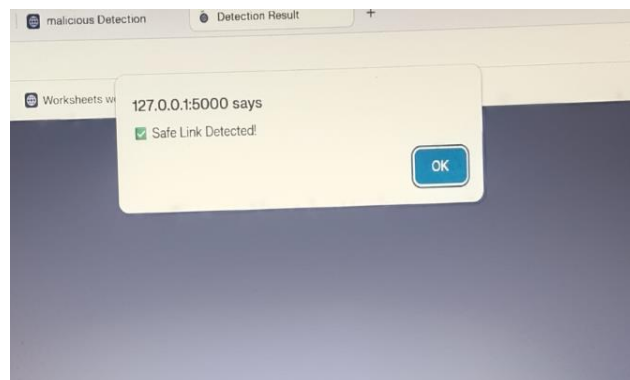 malicious Detection
Detection Result
+
Worksheets
127.0.0.1:5000 says
✅ Safe Link Detected!
OK